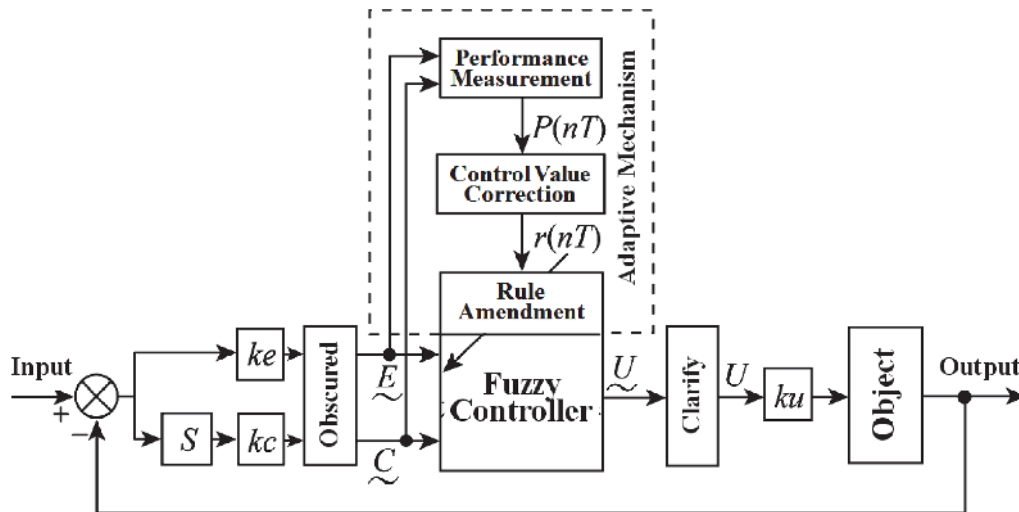 Performance
Measurement
P(nT)
Control Value
Correction
r(nT)
Adaptive Mechanism
Rule
Amendment
Input
+
−
ke
S
kc
Obscured
E
C
Fuzzy
Controller
U
Clarify
U
ku
Object
Output